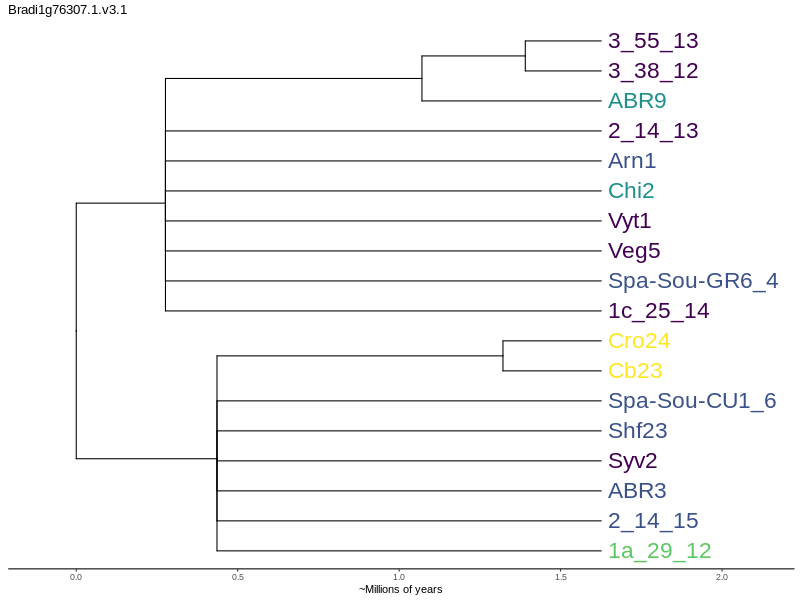 Bradi1g76307.1.v3.1
3_55_13
3_38_12
ABR9
2_14_13
Arn1
Chi2
Vyt1
Veg5
Spa-Sou-GR6_4
1c_25_14
Cro24
Cb23
Spa-Sou-CU1_6
Shf23
Syv2
ABR3
2_14_15
1a_29_12
0.0 0.5 1.0 1.5 2.0
~Millions of years